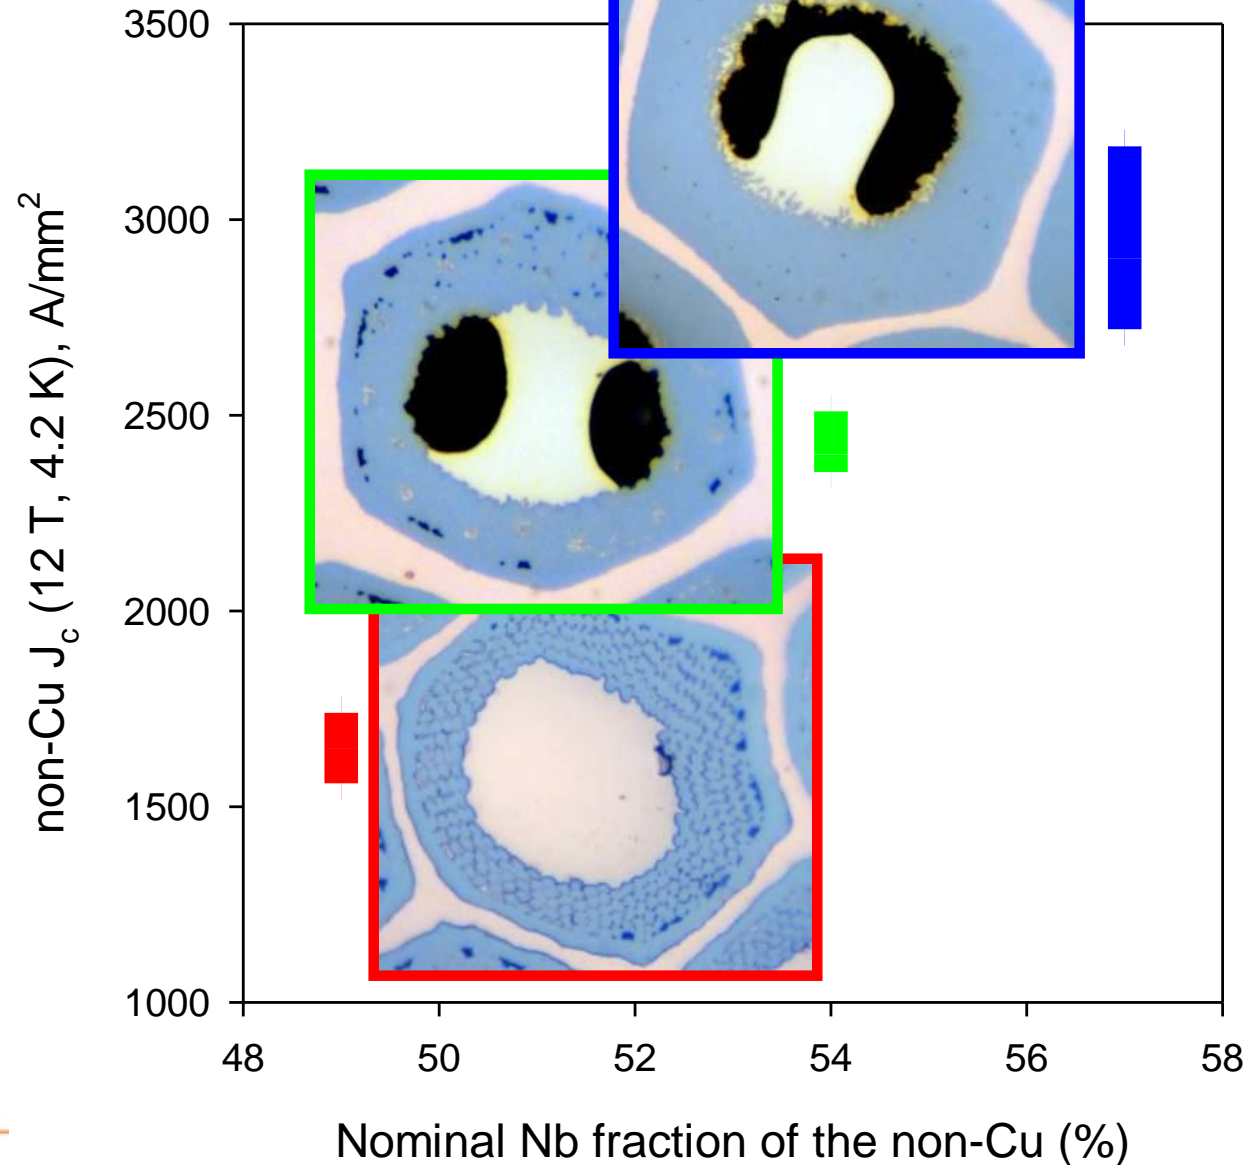 3500
3000
2500
2000
1500
1000
non-Cu Jc (12 T, 4.2 K), A/mm2
48 50 52 54 56 58
Nominal Nb fraction of the non-Cu (%)